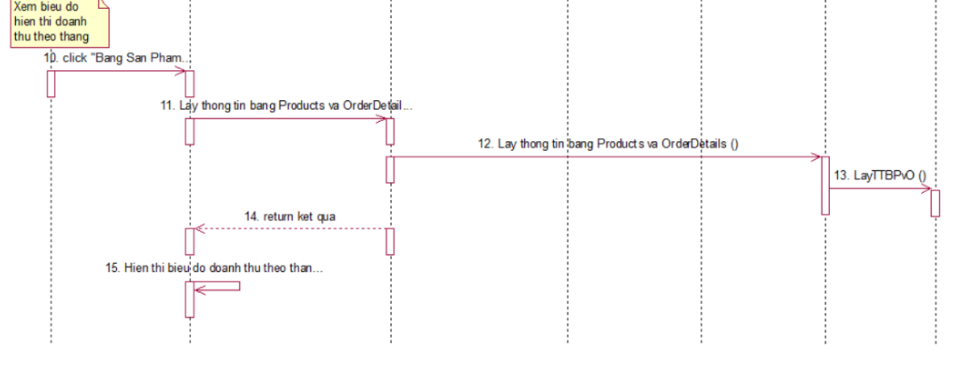 Xem bieu do
hien thi doanh
thu theo thang
10. click "Bang San Pham...
11. Lay thong tin bang Products va OrderDetail...
12. Lay thong tin bang Products va OrderDetails ()
13. LayTTBPvO ()
14. return ket qua
15. Hien thi bieu do doanh thu theo than...